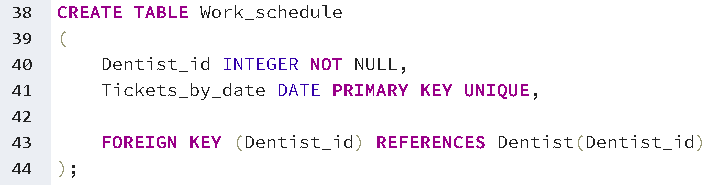 38 CREATE TABLE Work_schedule
39 (
40     Dentist_id INTEGER NOT NULL,
41     Tickets_by_date DATE PRIMARY KEY UNIQUE,
42
43     FOREIGN KEY (Dentist_id) REFERENCES Dentist(Dentist_id)
44 );